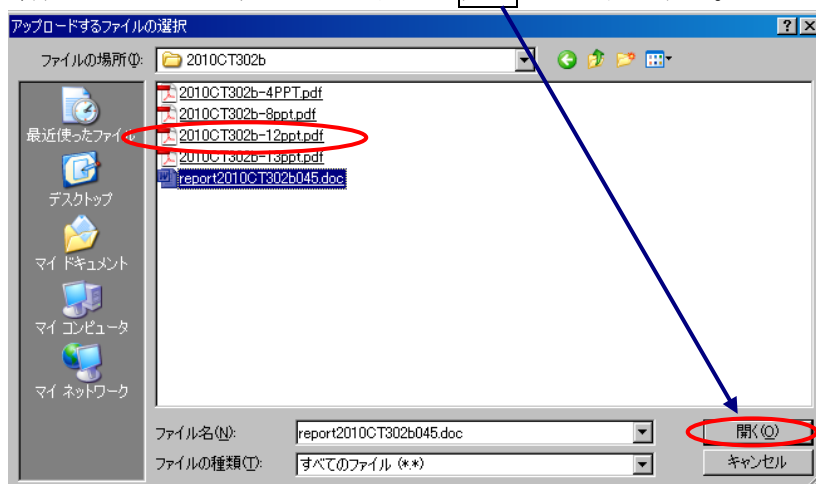 アップロードするファイルの選択
ファイルの場所(I):
2010CT302b
2010CT302b-4PPT.pdf
2010CT302b-8ppt.pdf
2010CT302b-12ppt.pdf
2010CT302b-13ppt.pdf
report2010CT302b045.doc
最近使ったファイル
デスクトップ
マイ ドキュメント
マイ コンピュータ
マイ ネットワーク
ファイル名(N):
report2010CT302b045.doc
開く(O)
ファイルの種類(T):
すべてのファイル (*.*)
キャンセル